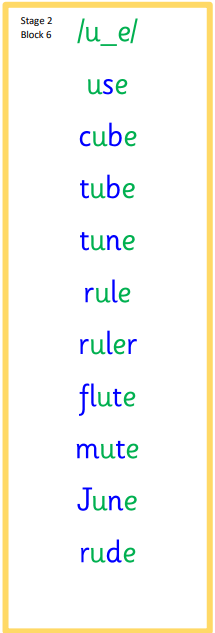 Stage 2
Block 6
/u_e/
use
cube
tube
tune
rule
ruler
flute
mute
June
rude